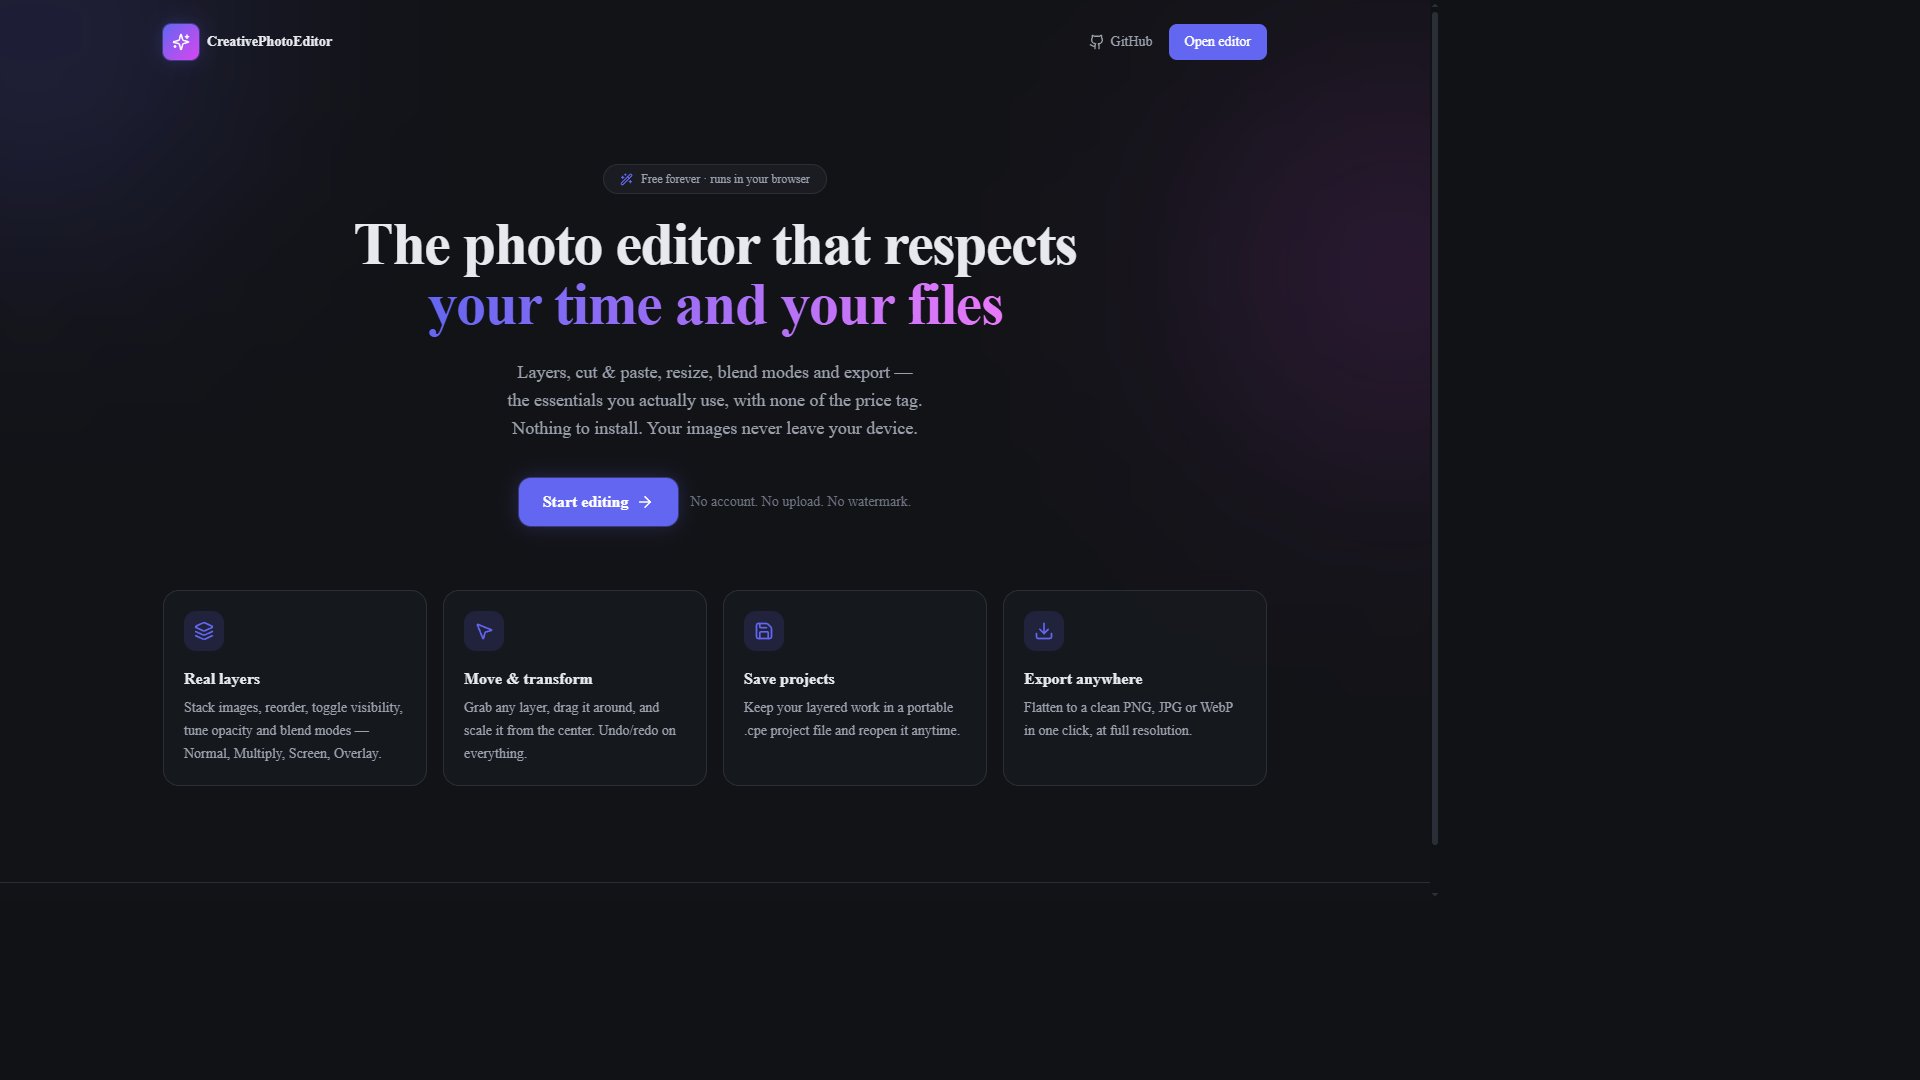 CreativePhotoEditor
GitHub
Open editor
Free forever · runs in your browser
The photo editor that respects
your time and your files
Layers, cut & paste, resize, blend modes and export —
the essentials you actually use, with none of the price tag.
Nothing to install. Your images never leave your device.
Start editing
No account. No upload. No watermark.
Real layers
Stack images, reorder, toggle visibility,
tune opacity and blend modes —
Normal, Multiply, Screen, Overlay.
Move & transform
Grab any layer, drag it around, and
scale it from the center. Undo/redo on
everything.
Save projects
Keep your layered work in a portable
.cpe project file and reopen it anytime.
Export anywhere
Flatten to a clean PNG, JPG or WebP
in one click, at full resolution.